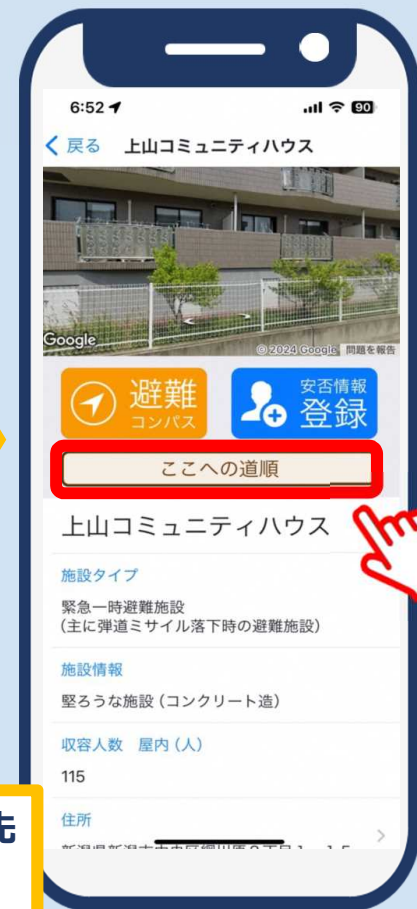 6:52
90
戻る 上山コミュニティハウス
Google
© 2024 Google 問題を報告
避難
コンパス
安否情報
登録
ここへの道順
上山コミュニティハウス
施設タイプ
緊急一時避難施設
(主に弾道ミサイル落下時の避難施設)
施設情報
堅ろうな施設(コンクリート造)
収容人数 屋内(人)
115
住所
先